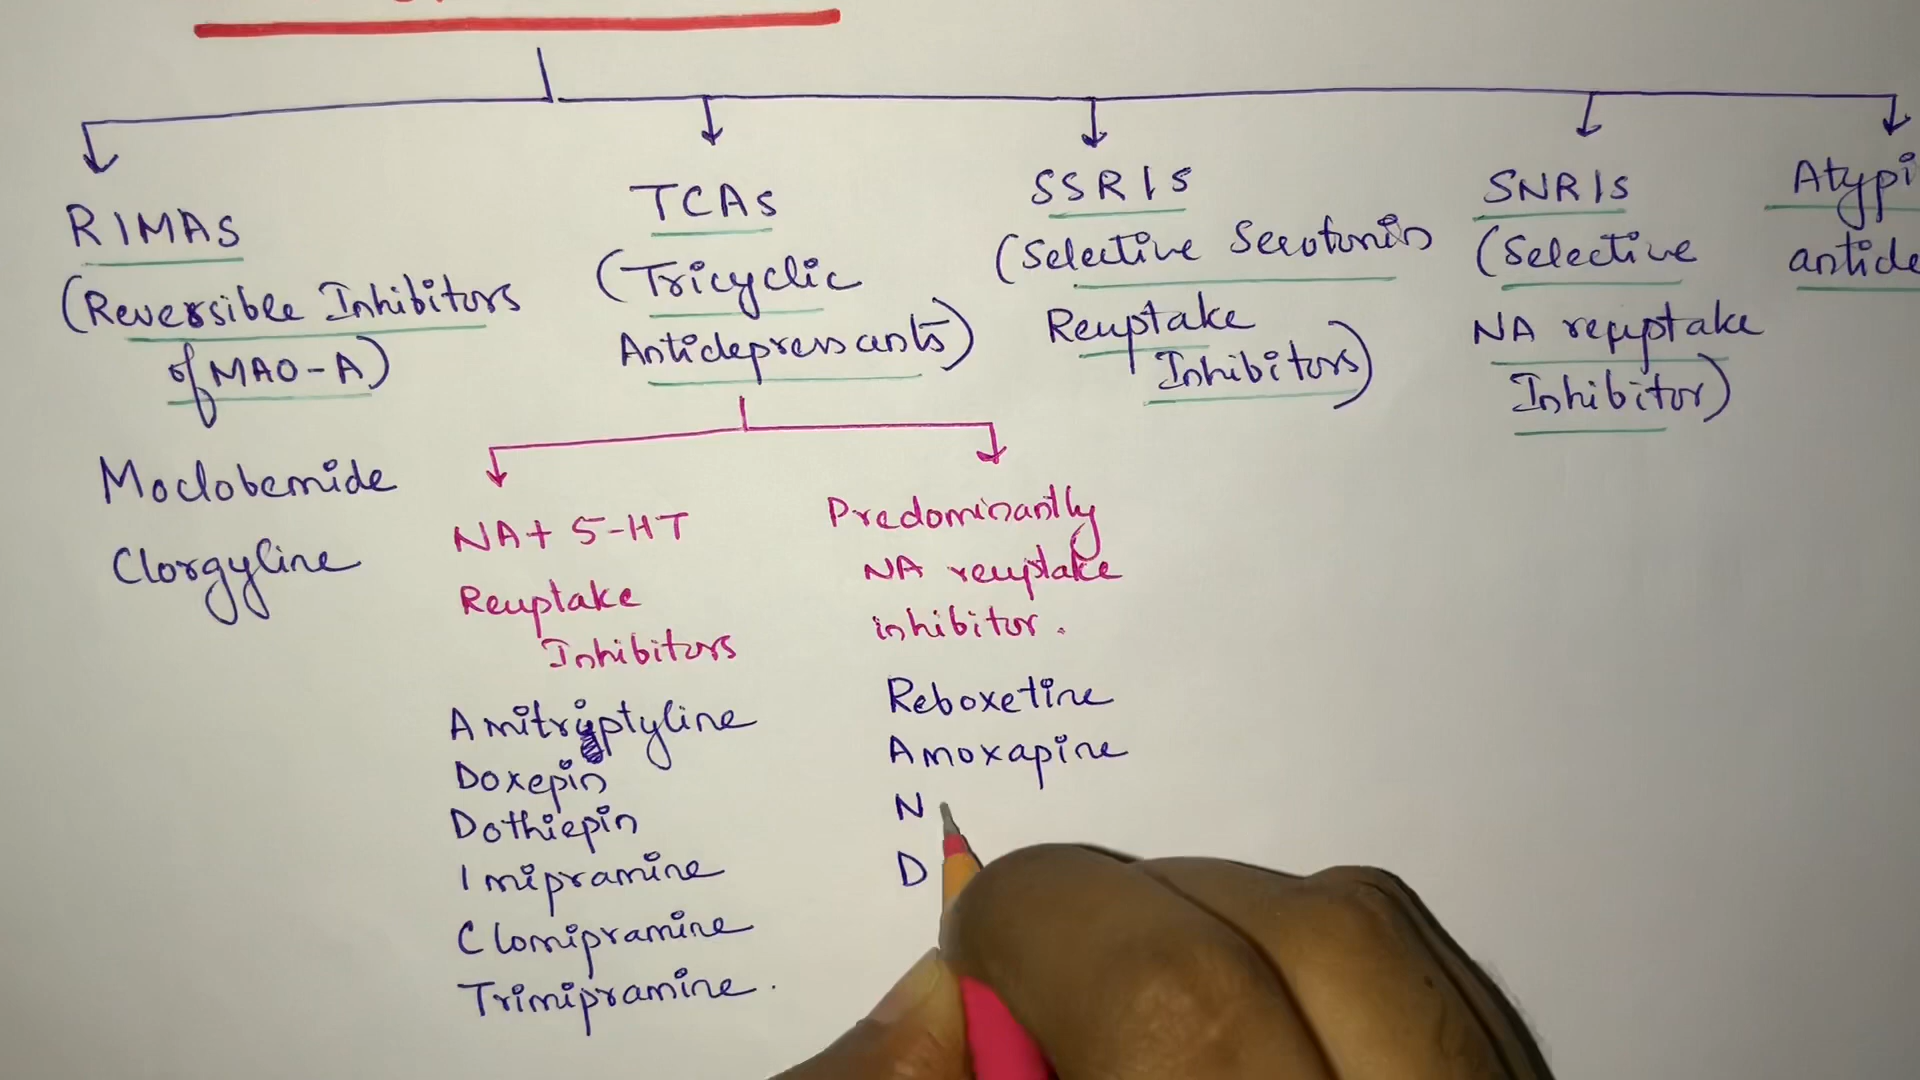 RIMAs
(Reversible Inhibitors
of MAO-A)
Moclobemide
Clorgyline
TCAs
(Tricyclic
Antidepressants)
NA+ 5-HT
Reuptake
Inhibitors
Amitriptyline
Doxepin
Dothiepin
Imipramine
Clomipramine
Trimipramine.
Predominantly
NA reuptake
inhibitor.
Reboxetine
Amoxapine
N
D
SSRIs
(Selective Serotonin
Reuptake
Inhibitors)
SNRIs
(Selective
NA reuptake
Inhibitor)
Atypi
antide